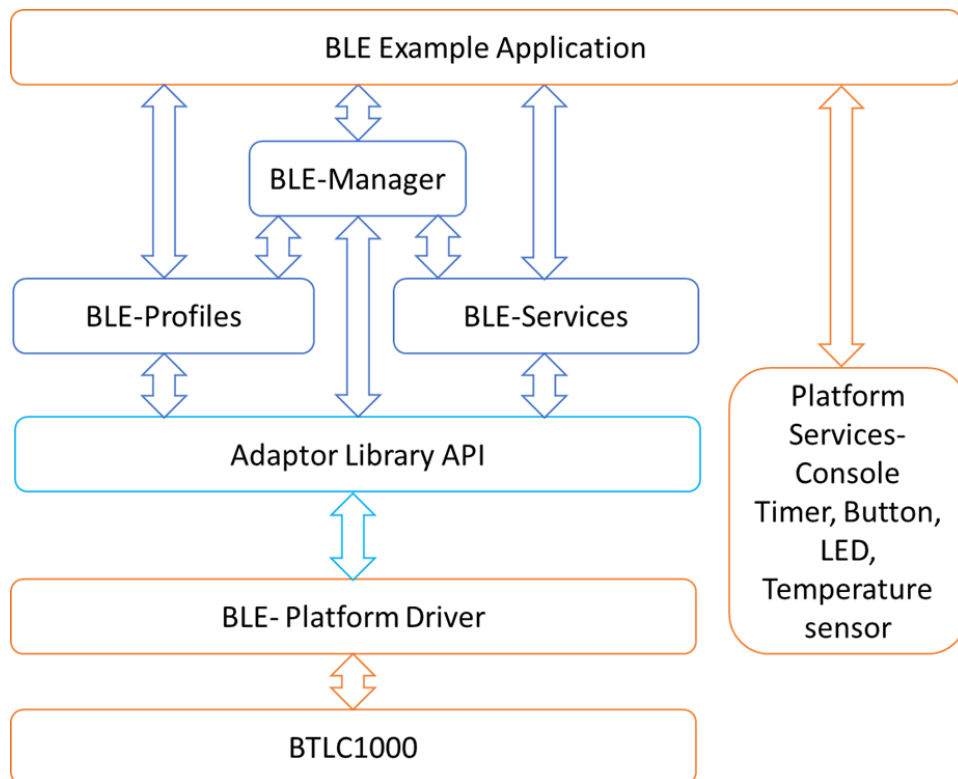 BLE Example Application
BLE-Manager
BLE-Profiles
BLE-Services
Adaptor Library API
Platform
Services-
Console
Timer, Button,
LED,
Temperature
sensor
BLE- Platform Driver
BTLC1000